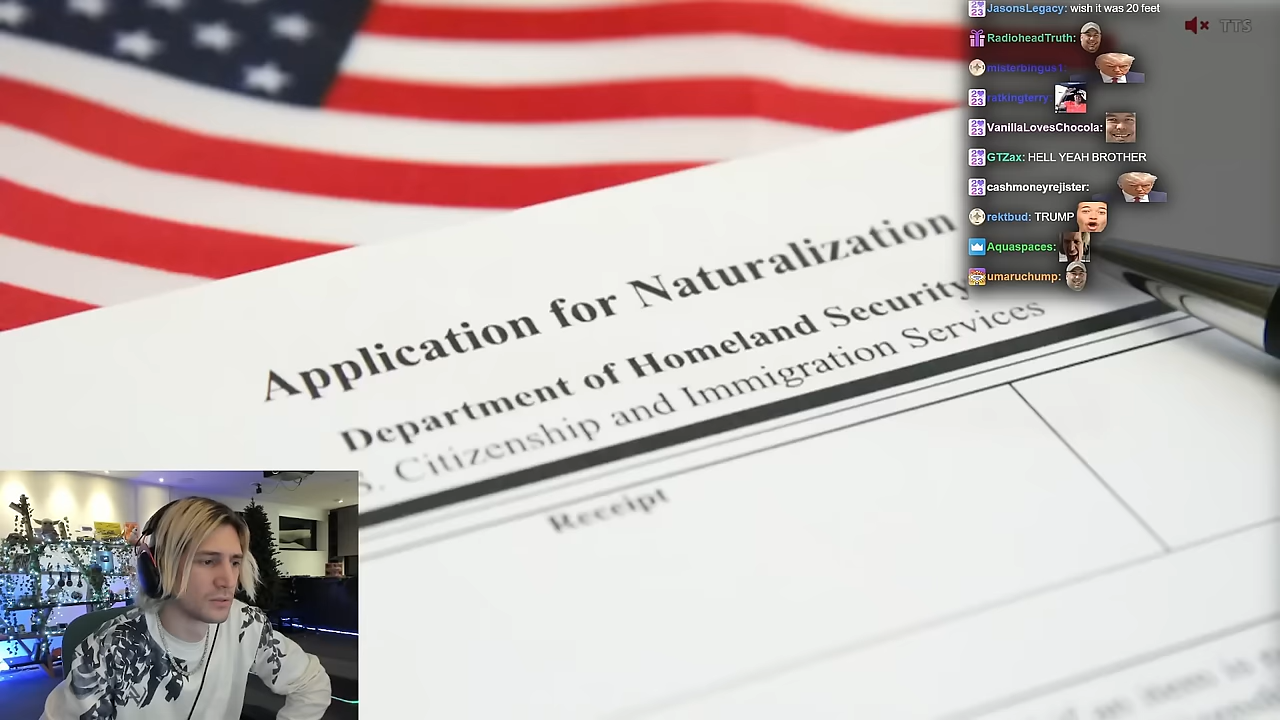 JasonsLegacy: wish it was 20 feet
TTS
RadioheadTruth:
misterbingus1:
ratkingterry
VanillaLovesChocola:
GTZax: HELL YEAH BROTHER
cashmoneyrejister:
rektbud: TRUMP
Aquaspaces:
umaruchump:
Application for Naturalization
Department of Homeland Security
S. Citizenship and Immigration Services
Receipt